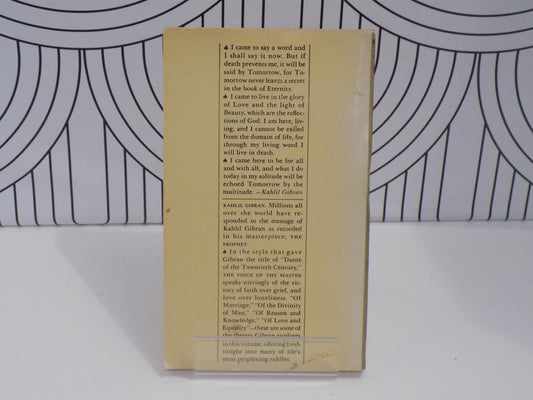 ♣ I came to say a word and
I shall say it now. But if
death prevents me, it will be
said by Tomorrow, for To-
morrow never leaves a secret
in the book of Eternity.
♣ I came to live in the glory
of Love and the light of
Beauty, which are the reflec-
tions of God. I am here, liv-
ing, and I cannot be exiled
from the domain of life, for
through my living word I
will live in death.
♣ I came here to be for all
and with all, and what I do
today in my solitude will be
echoed Tomorrow by the
multitude. —Kahlil Gibran
KAHLIL GIBRAN. Millions all
over the world have re-
sponded to the message of
Kahlil Gibran as recorded
in his masterpiece, THE
PROPHET.
♣ In the style that gave
Gibran the title of "Dante
of the Twentieth Century,"
THE VOICE OF THE MASTER
speaks stirringly of the vic-
tory of faith over grief, and
love over loneliness. "Of
Marriage," "Of the Divinity
of Man," "Of Reason and
Knowledge," "Of Love and
Equality"—these are some of
the themes Gibran explores
in this volume, offering fresh
insight into many of life's
most perplexing riddles.